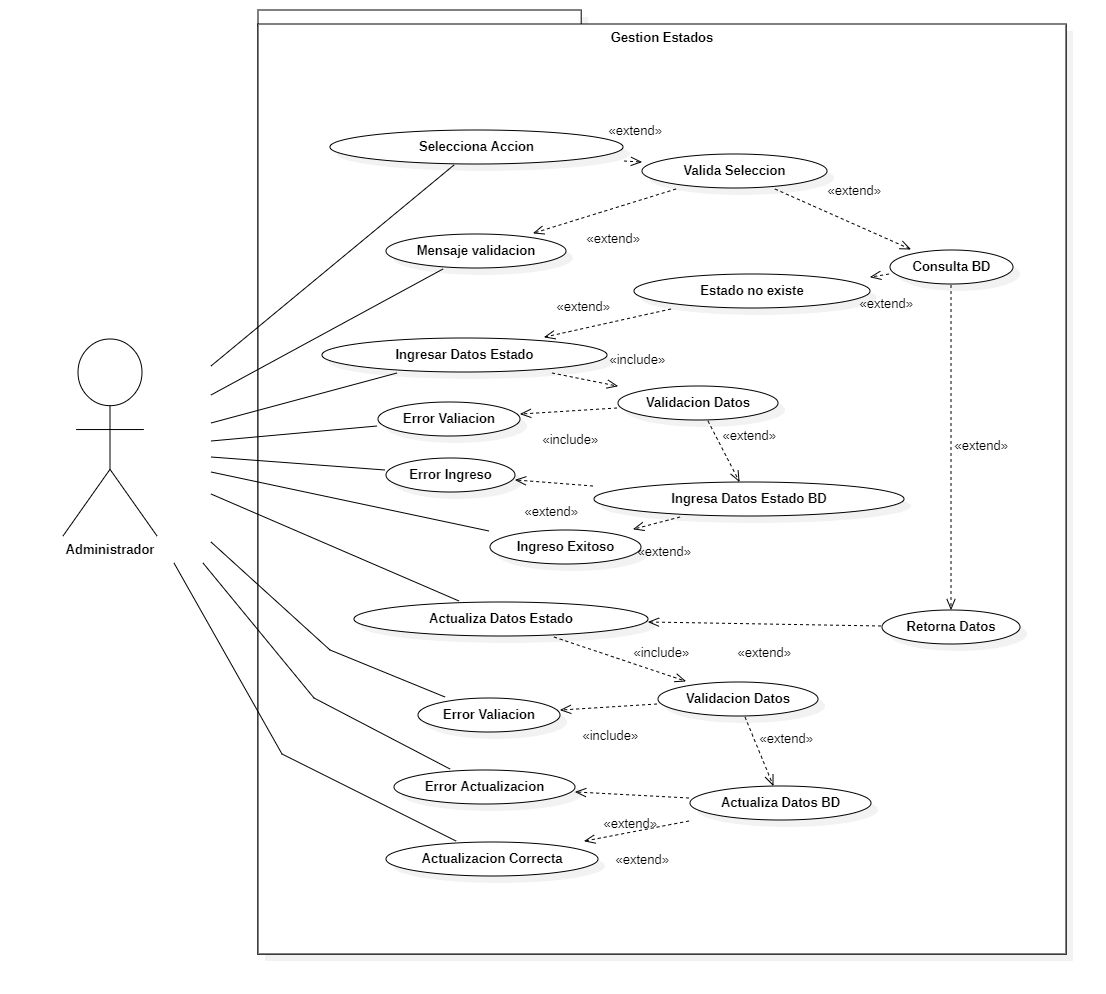 Gestion Estados
«extend»
Selecciona Accion
Valida Seleccion
«extend»
«extend»
Mensaje validacion
Consulta BD
Estado no existe
«extend»
«extend»
Ingresar Datos Estado
«include»
Validacion Datos
Error Valiacion
«extend»
«include»
«extend»
Error Ingreso
Ingresa Datos Estado BD
«extend»
Ingreso Exitoso
«extend»
Administrador
Actualiza Datos Estado
Retorna Datos
«include»
«extend»
Validacion Datos
Error Valiacion
«include»
«extend»
Error Actualizacion
Actualiza Datos BD
«extend»
Actualizacion Correcta
«extend»